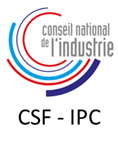 conseil national
de l'industrie
CSF - IPC